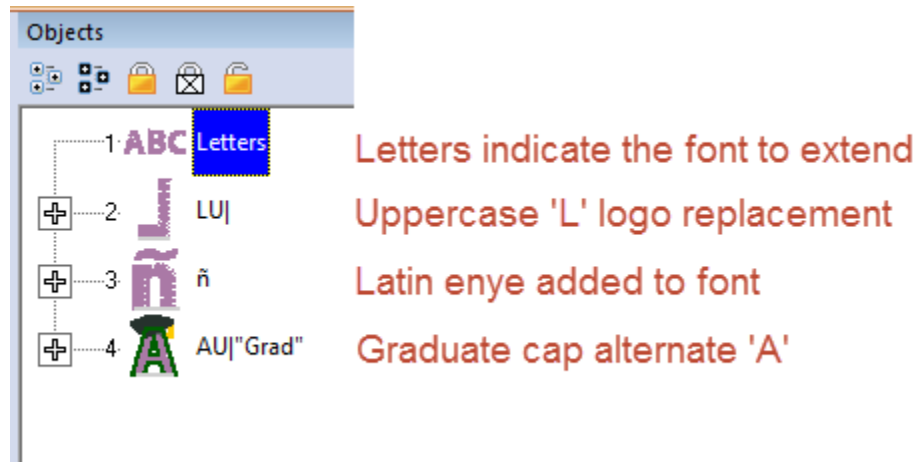 Objects
1 ABC Letters Letters indicate the font to extend
2 LU| Uppercase 'L' logo replacement
3 ñ ñ Latin enye added to font
4 A AU|"Grad" Graduate cap alternate 'A'